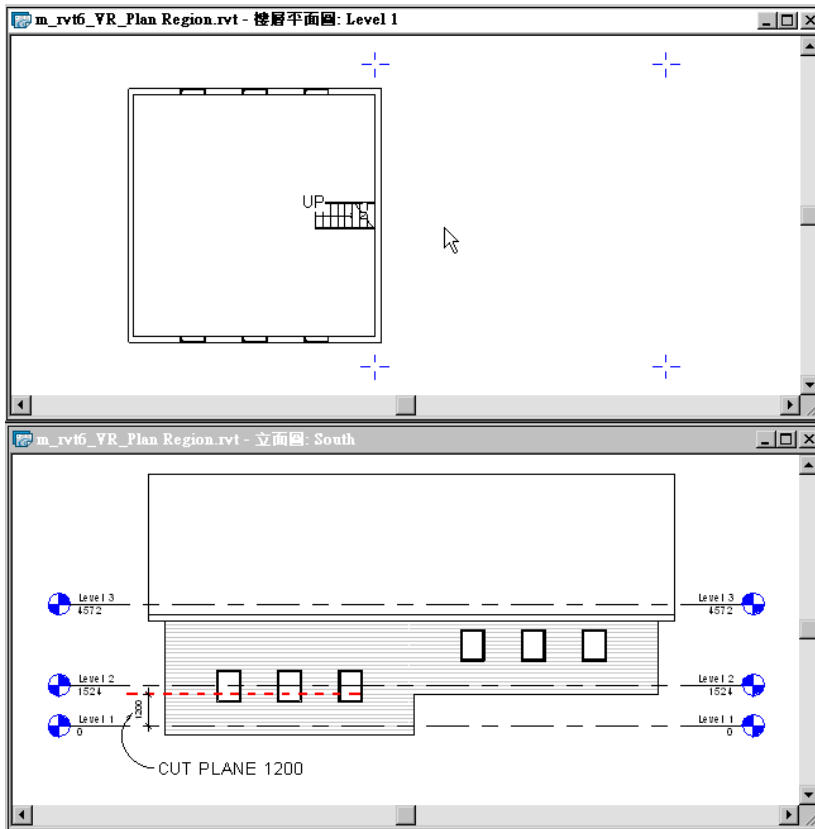 m_rvt6_VR_Plan Region.rvt - 樓層平面圖: Level 1
UP
m_rvt6_VR_Plan Region.rvt - 立面圖: South
Level 3
4572
Level 3
4572
Level 2
1524
Level 2
1524
1200
Level 1
0
Level 1
0
CUT PLANE 1200